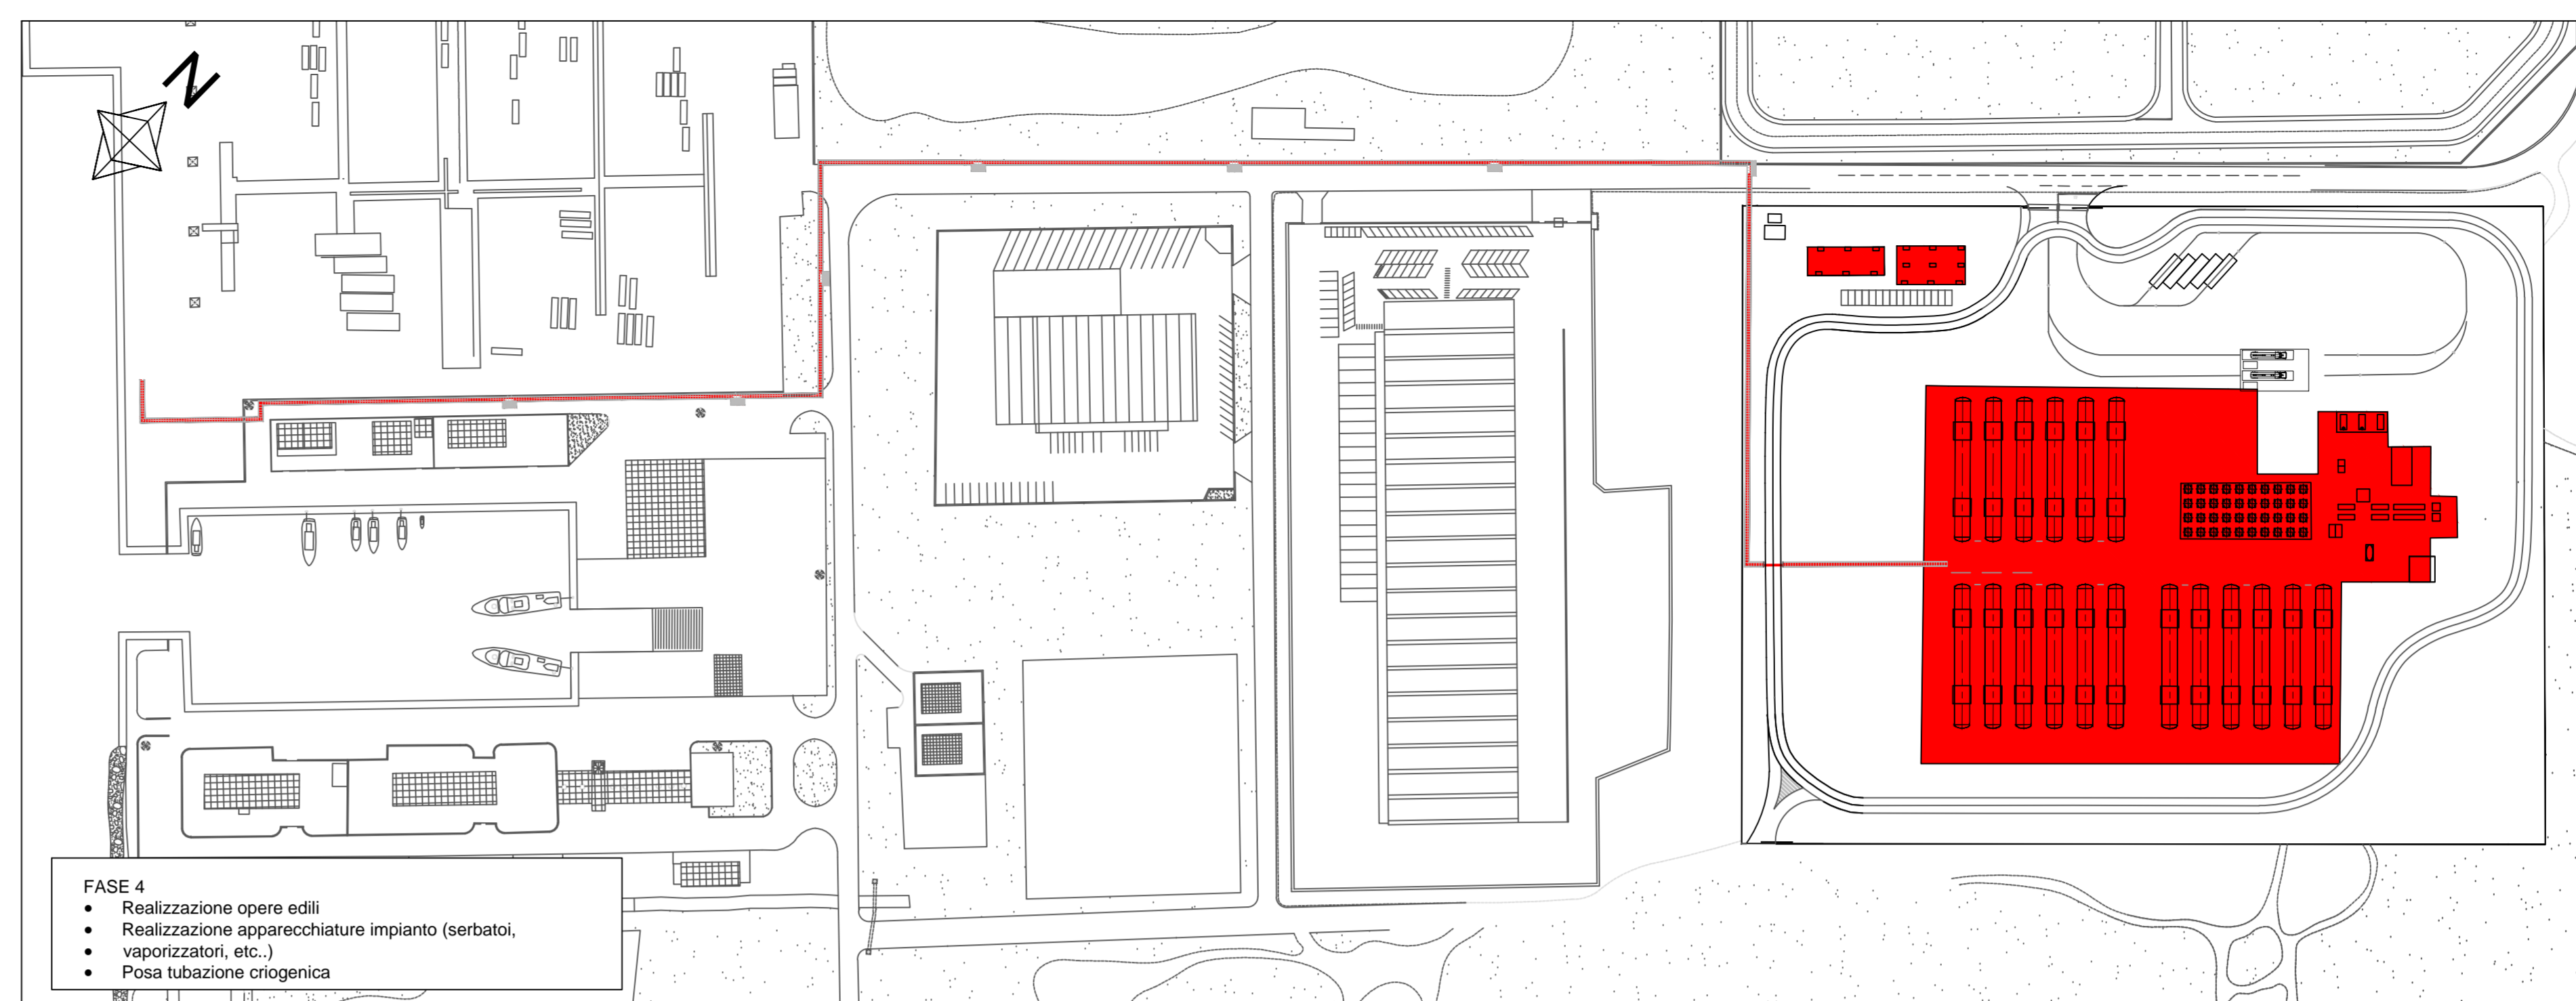 N
FASE 4
• Realizzazione opere edili
• Realizzazione apparecchiature impianto (serbatoi,
• vaporizzatori, etc..)
• Posa tubazione criogenica